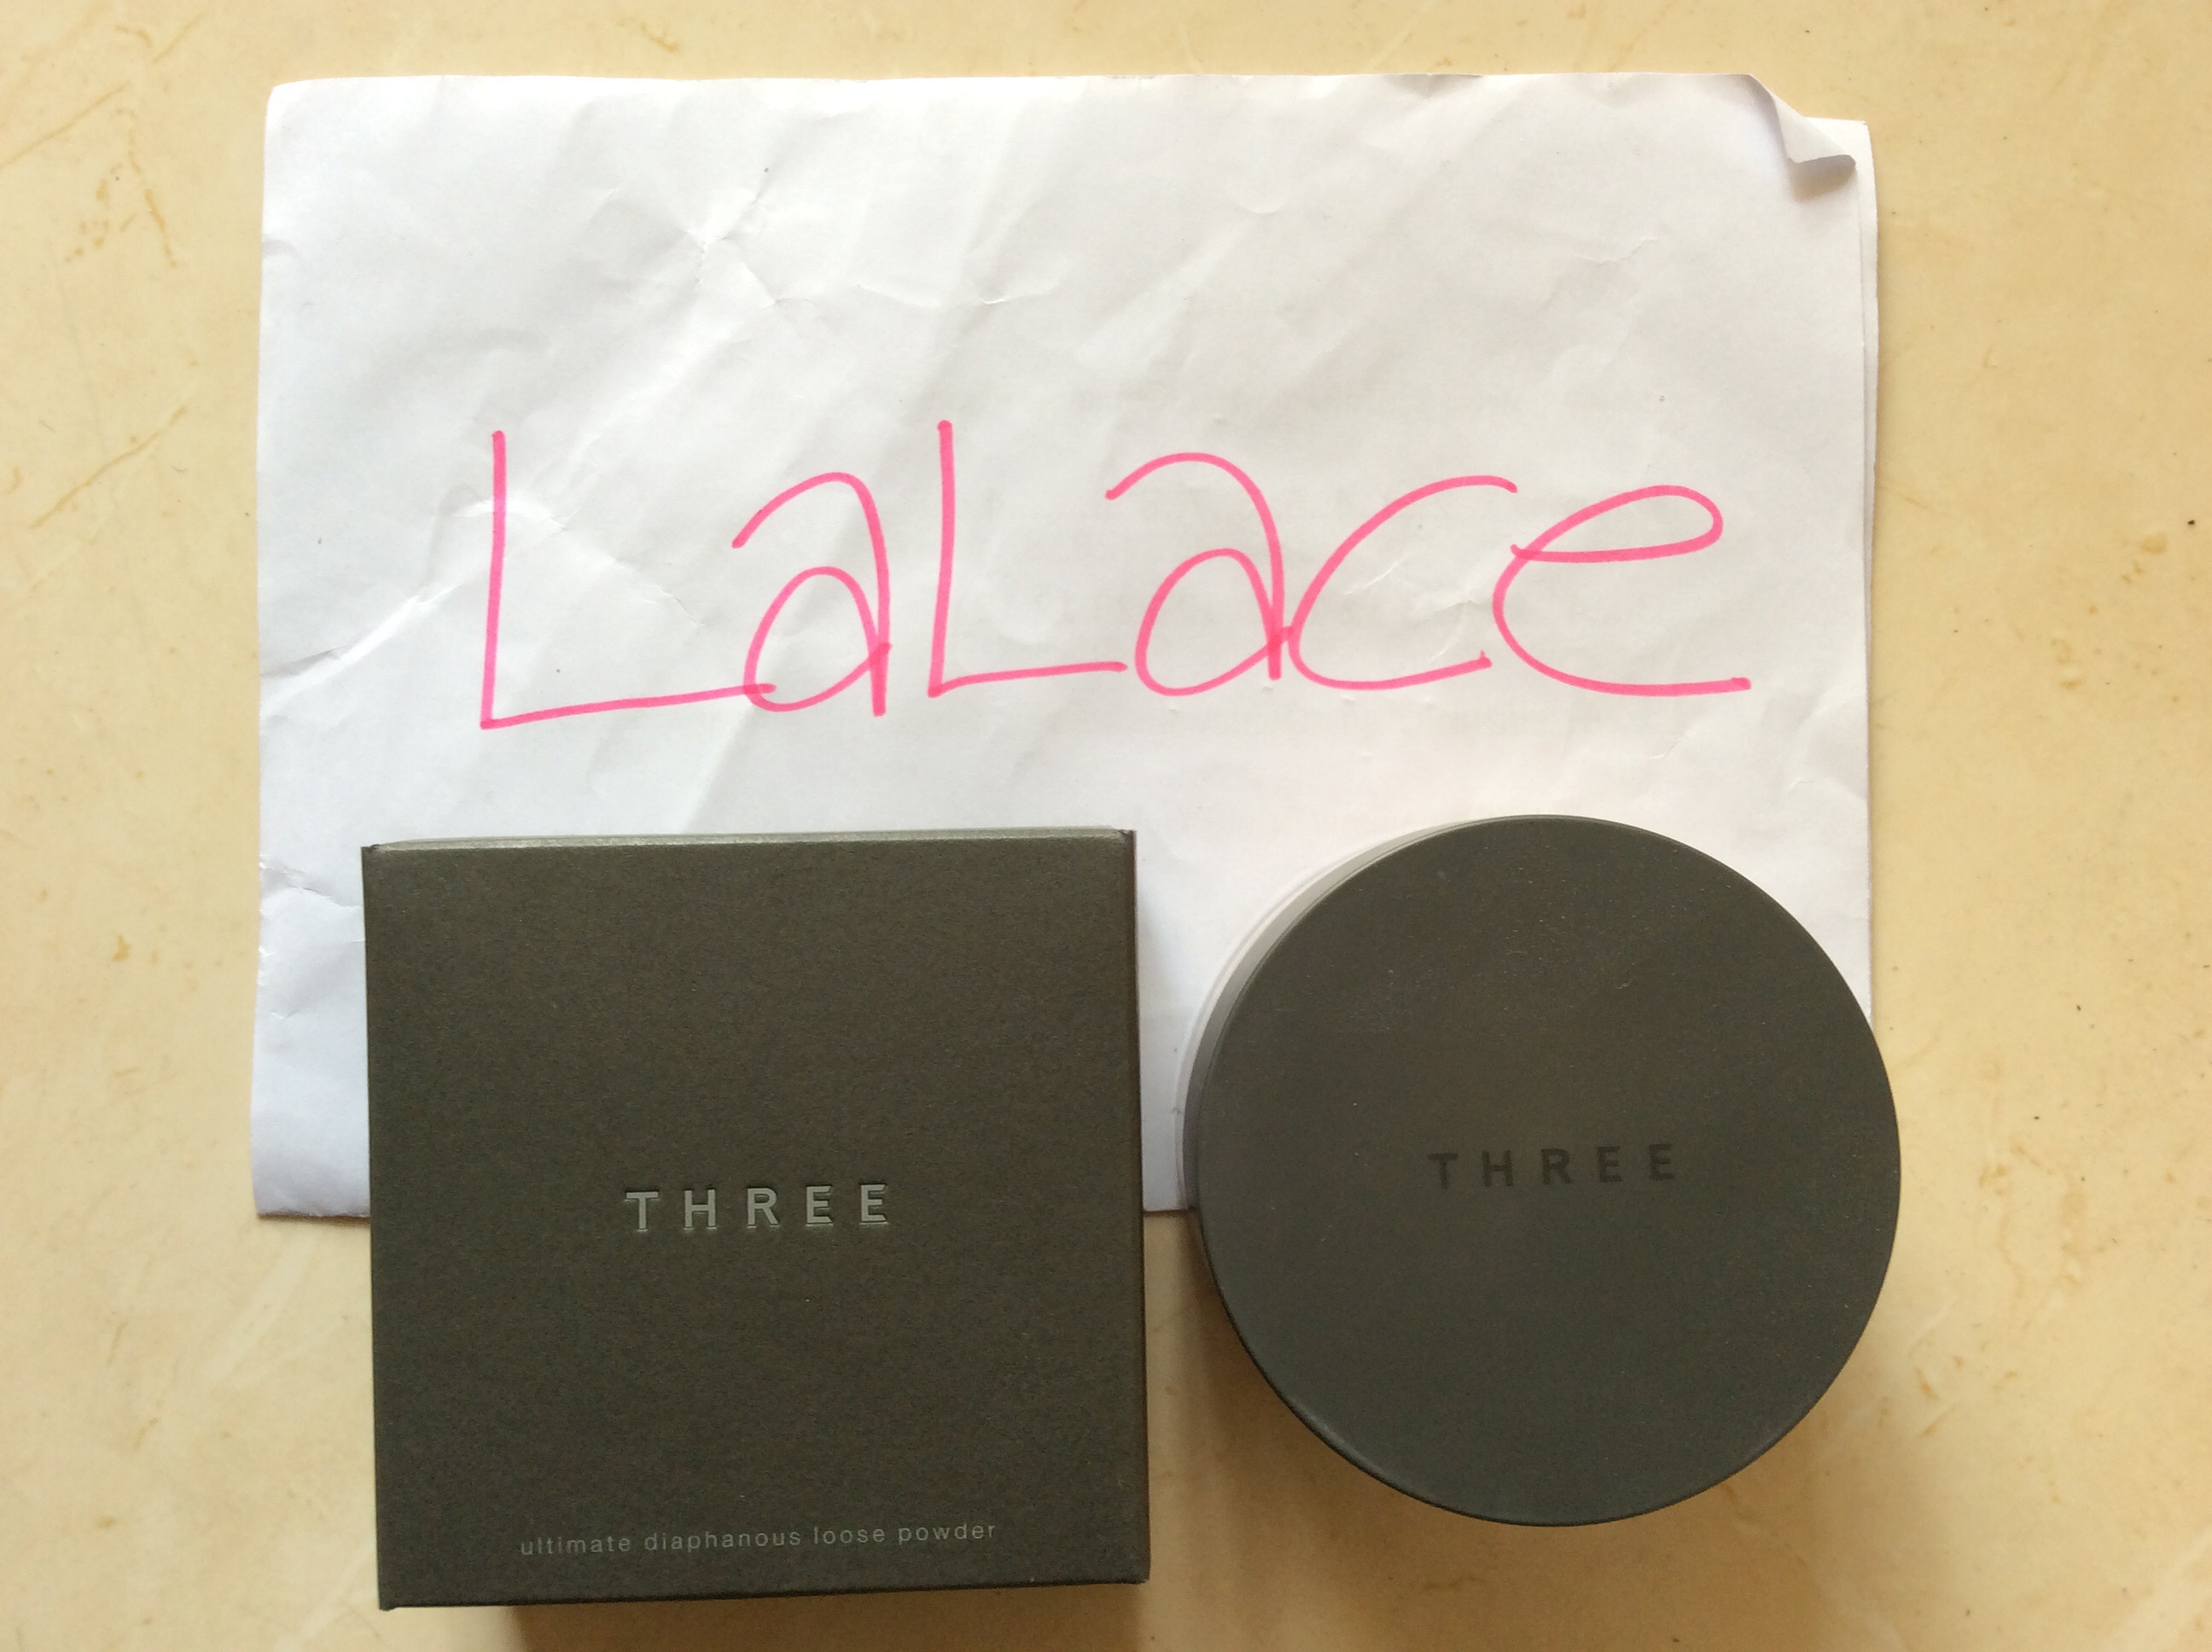 LaLace
THREE
THREE
ultimate diaphanous loose powder